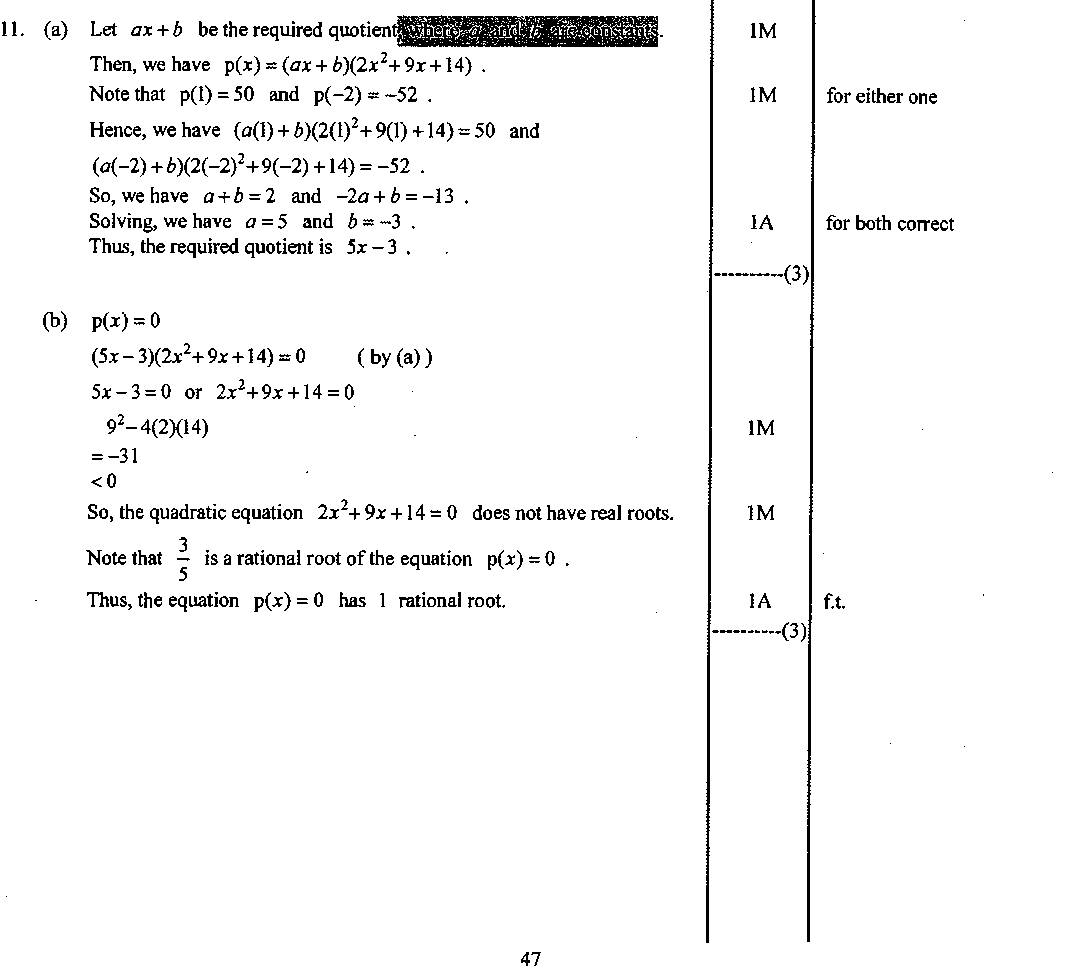 11. (a) Let ax + b be the required quotient, where a and b are constants. 1M
Then, we have p(x) = (ax + b)(2x²+ 9x + 14) .
Note that p(1) = 50 and p(−2) = −52 . 1M for either one
Hence, we have (a(1) + b)(2(1)²+ 9(1) + 14) = 50 and
(a(−2) + b)(2(−2)²+ 9(−2) + 14) = −52 .
So, we have a + b = 2 and −2a + b = −13 .
Solving, we have a = 5 and b = −3 . 1A for both correct
Thus, the required quotient is 5x − 3 .
----------(3)
(b) p(x) = 0
(5x − 3)(2x²+ 9x + 14) = 0 ( by (a) )
5x − 3 = 0 or 2x²+ 9x + 14 = 0
9²− 4(2)(14) 1M
= −31
< 0
So, the quadratic equation 2x²+ 9x + 14 = 0 does not have real roots. 1M
Note that 3/5 is a rational root of the equation p(x) = 0 .
Thus, the equation p(x) = 0 has 1 rational root. 1A f.t.
----------(3)
47